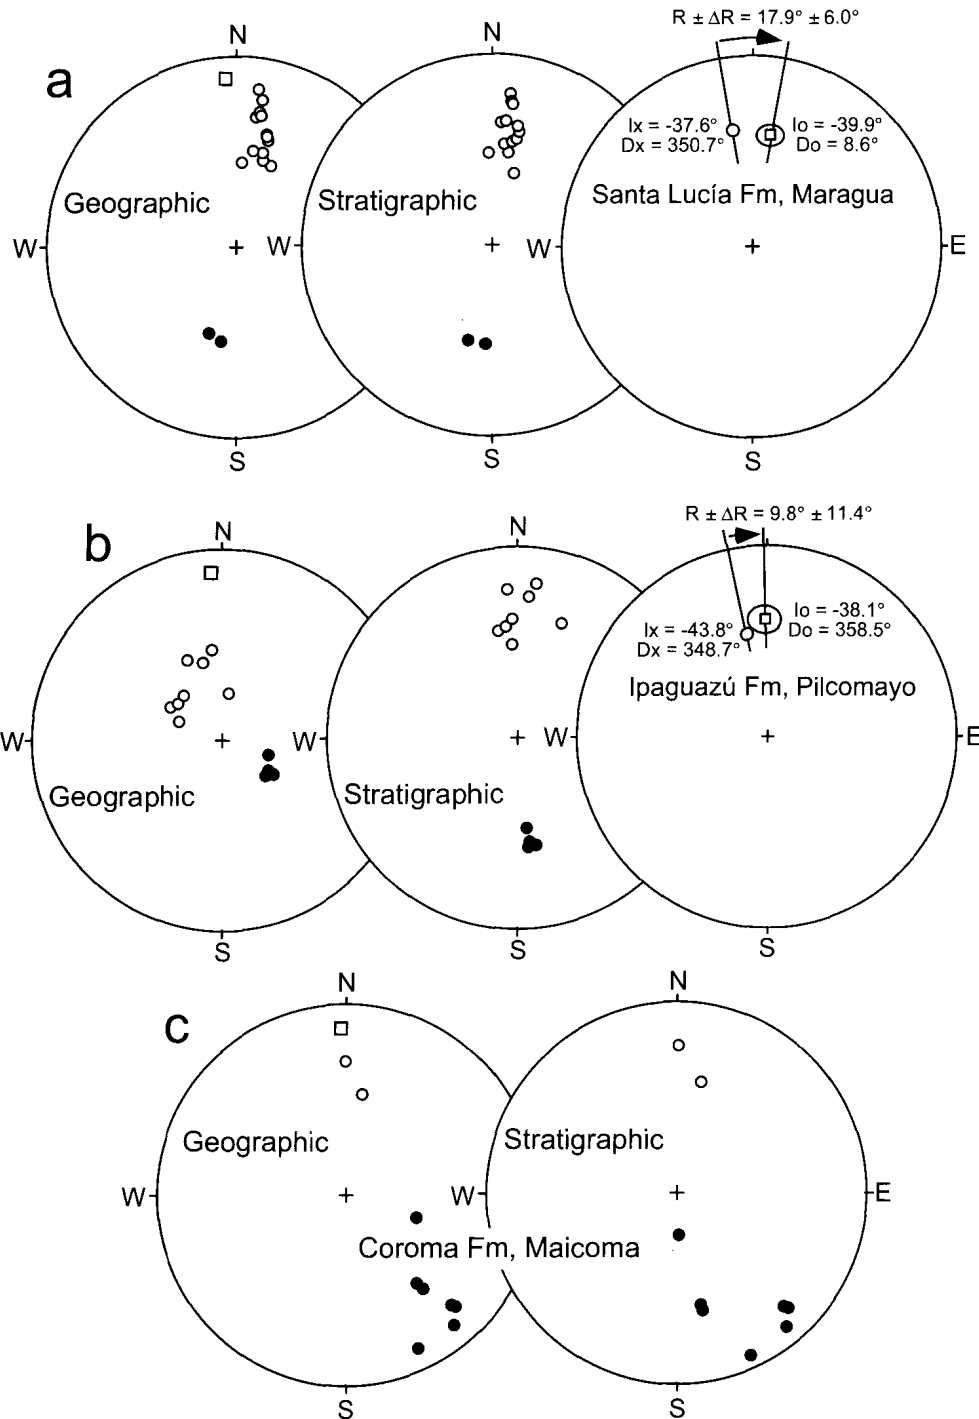 R ± ΔR = 17.9° ± 6.0°
a
N
Ix = -37.6°
Dx = 350.7°
Io = -39.9°
Do = 8.6°
Geographic
Stratigraphic
Santa Lucía Fm, Maragua
W
W
W
E
S
S
S
R ± ΔR = 9.8° ± 11.4°
b
N
N
Ix = -43.8°
Dx = 348.7°
Io = -38.1°
Do = 358.5°
Ipaguazú Fm, Pilcomayo
W
W
W
E
Geographic
Stratigraphic
S
S
S
c
N
N
Geographic
Stratigraphic
W
W
E
Coroma Fm, Maicoma
S
S